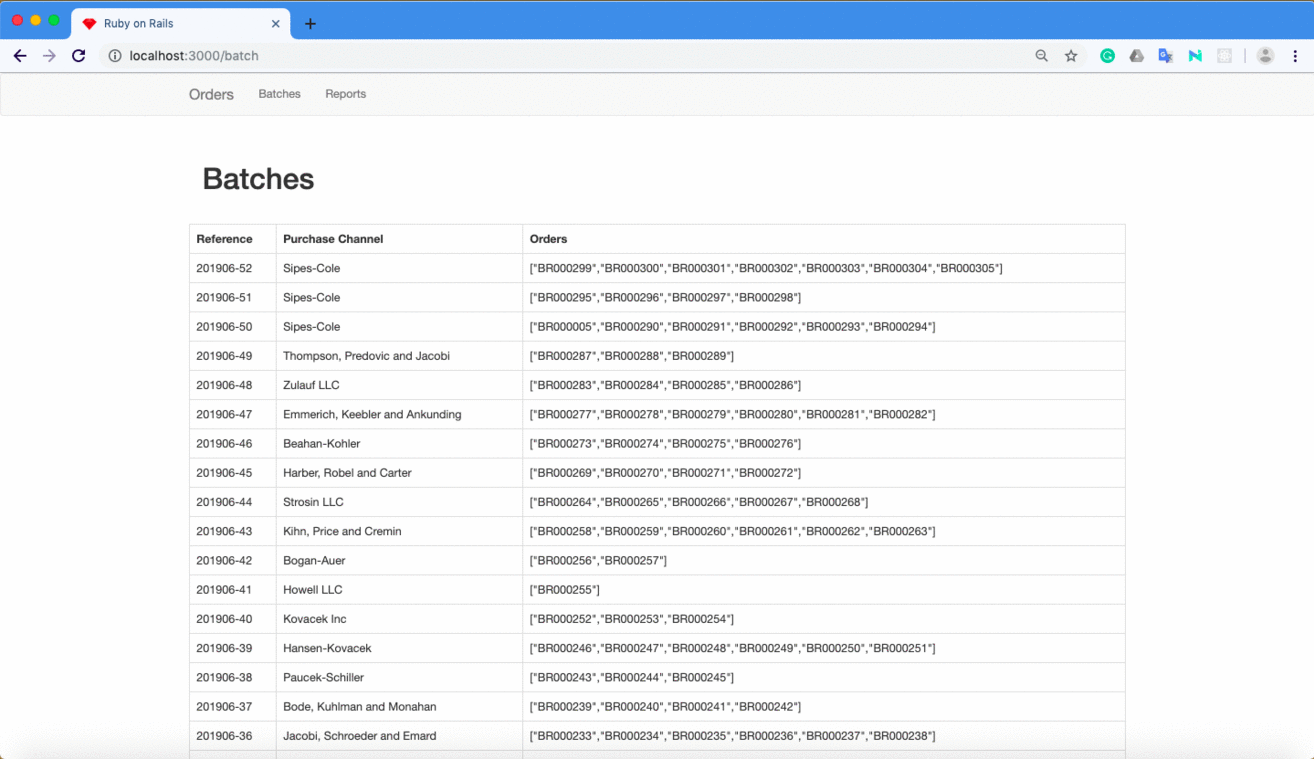 Ruby on Rails
localhost:3000/batch
Orders Batches Reports
Batches
Reference Purchase Channel Orders
201906-52 Sipes-Cole ["BR000299","BR000300","BR000301","BR000302","BR000303","BR000304","BR000305"]
201906-51 Sipes-Cole ["BR000295","BR000296","BR000297","BR000298"]
201906-50 Sipes-Cole ["BR000005","BR000290","BR000291","BR000292","BR000293","BR000294"]
201906-49 Thompson, Predovic and Jacobi ["BR000287","BR000288","BR000289"]
201906-48 Zulauf LLC ["BR000283","BR000284","BR000285","BR000286"]
201906-47 Emmerich, Keebler and Ankunding ["BR000277","BR000278","BR000279","BR000280","BR000281","BR000282"]
201906-46 Beahan-Kohler ["BR000273","BR000274","BR000275","BR000276"]
201906-45 Harber, Robel and Carter ["BR000269","BR000270","BR000271","BR000272"]
201906-44 Strosin LLC ["BR000264","BR000265","BR000266","BR000267","BR000268"]
201906-43 Kihn, Price and Cremin ["BR000258","BR000259","BR000260","BR000261","BR000262","BR000263"]
201906-42 Bogan-Auer ["BR000256","BR000257"]
201906-41 Howell LLC ["BR000255"]
201906-40 Kovacek Inc ["BR000252","BR000253","BR000254"]
201906-39 Hansen-Kovacek ["BR000246","BR000247","BR000248","BR000249","BR000250","BR000251"]
201906-38 Paucek-Schiller ["BR000243","BR000244","BR000245"]
201906-37 Bode, Kuhlman and Monahan ["BR000239","BR000240","BR000241","BR000242"]
201906-36 Jacobi, Schroeder and Emard ["BR000233","BR000234","BR000235","BR000236","BR000237","BR000238"]